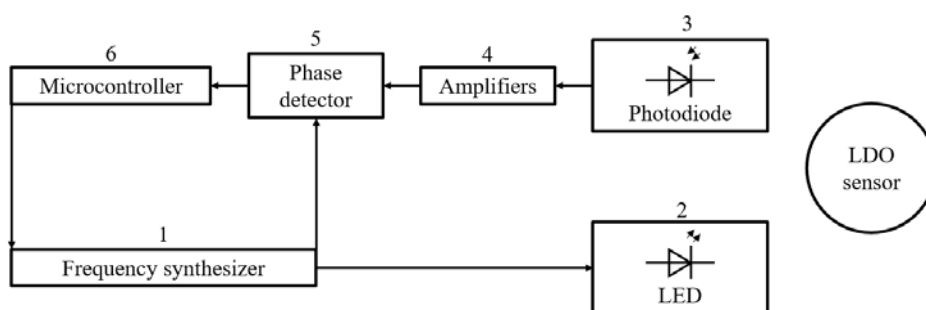 6
Microcontroller
5
Phase
detector
4
Amplifiers
3
Photodiode
LDO
sensor
1
Frequency synthesizer
2
LED